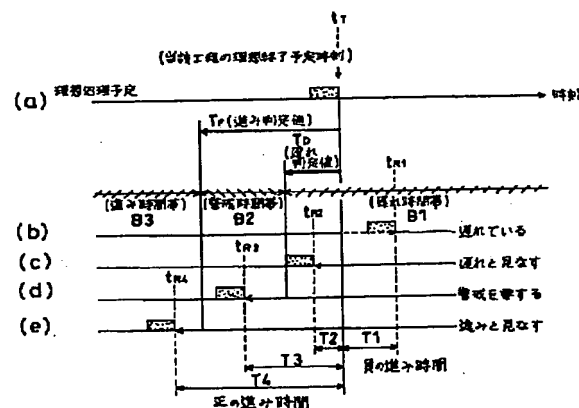 tT
(当該工程の理想終了予定時刻)
(a) 理想処理予定
時刻
TF(進み判定値)
TD
(遅れ
判定値)
tR1
(進み時間帯)
B3
(警戒時間帯)
B2
(遅れ時間帯)
B1
(b)
tR2
遅れている
(c)
tR3
遅れと見なす
(d)
tR4
警戒を要する
(e)
進みと見なす
T2
T1
T3
負の進み時間
T4
正の進み時間